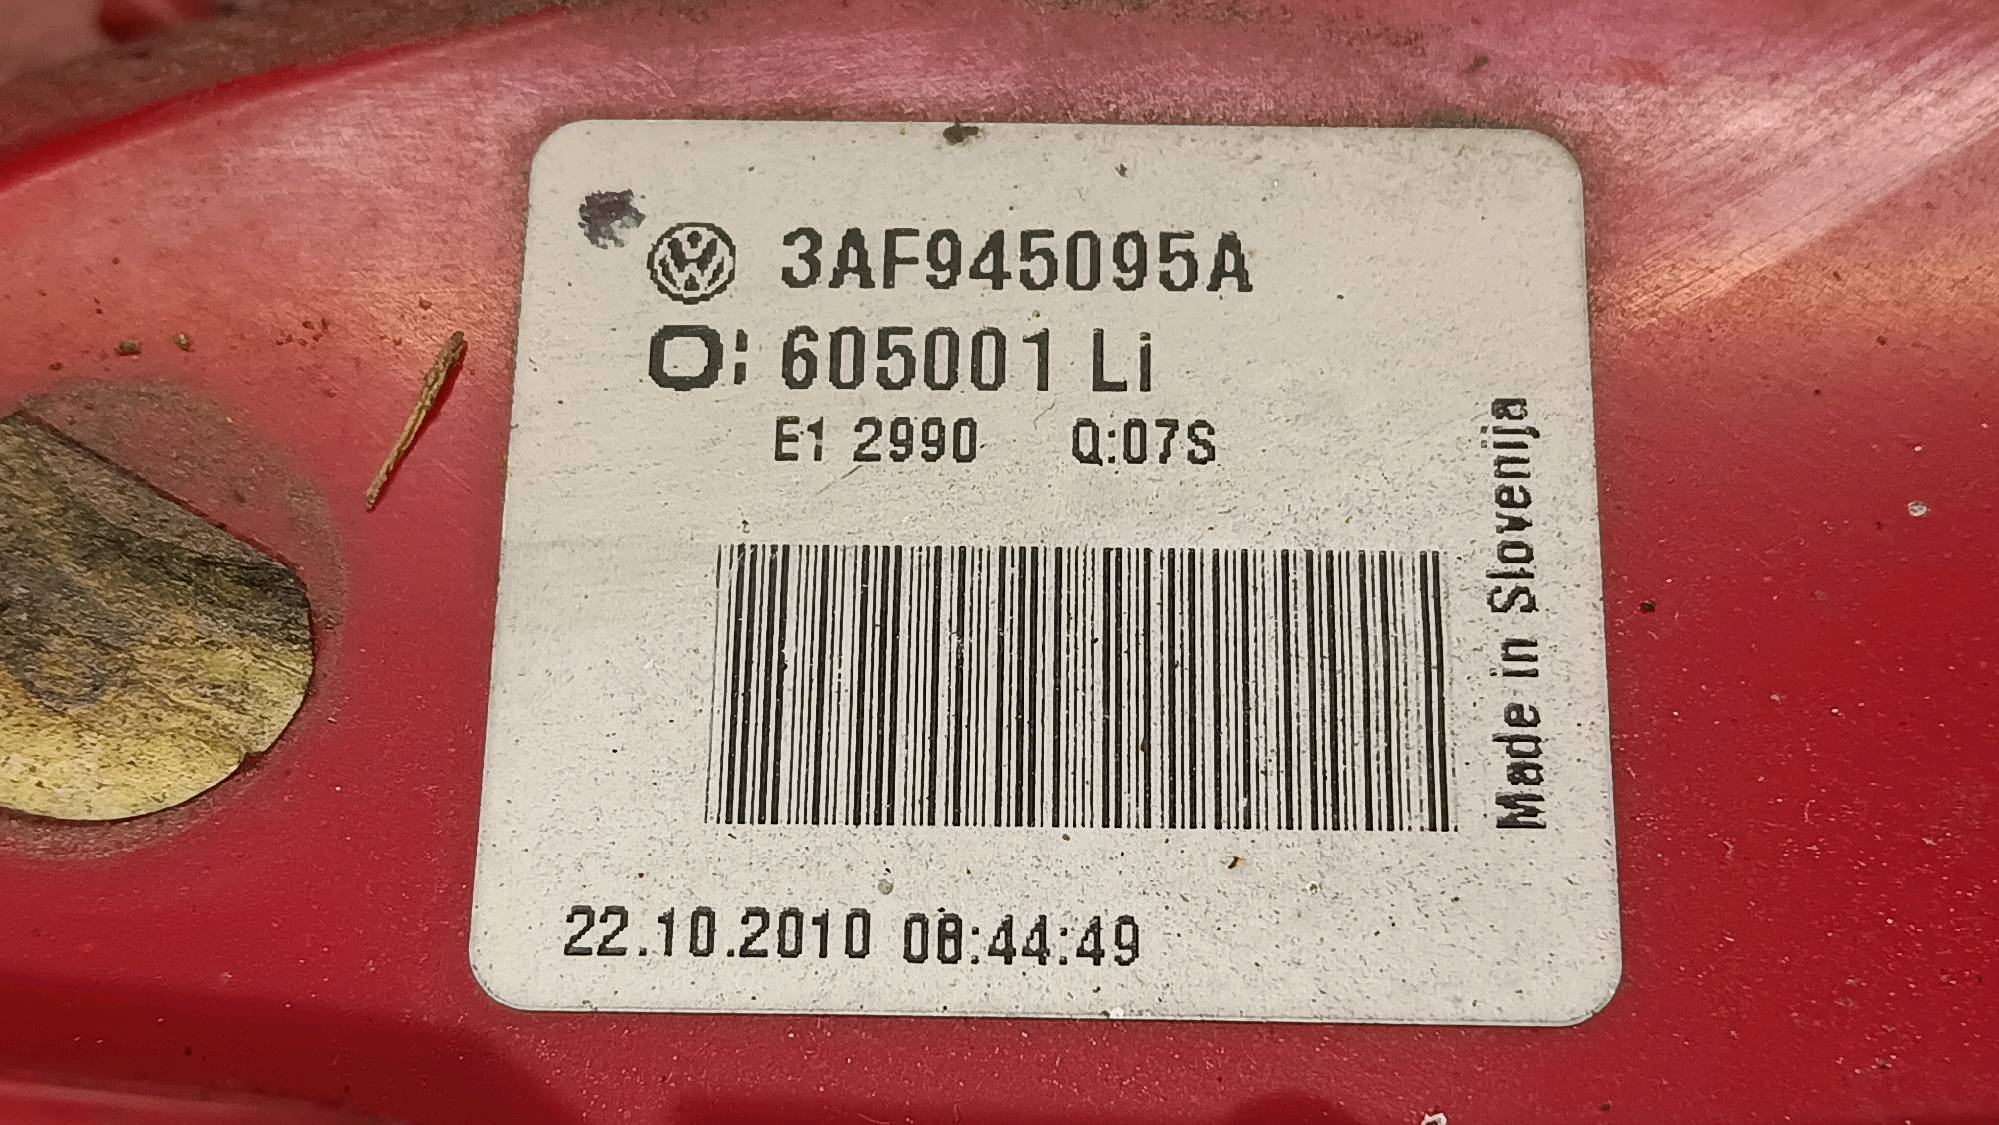 3AF945095A
: 605001 Li
E1 2990 Q:07S
Made in Slovenija
22.10.2010 08:44:49